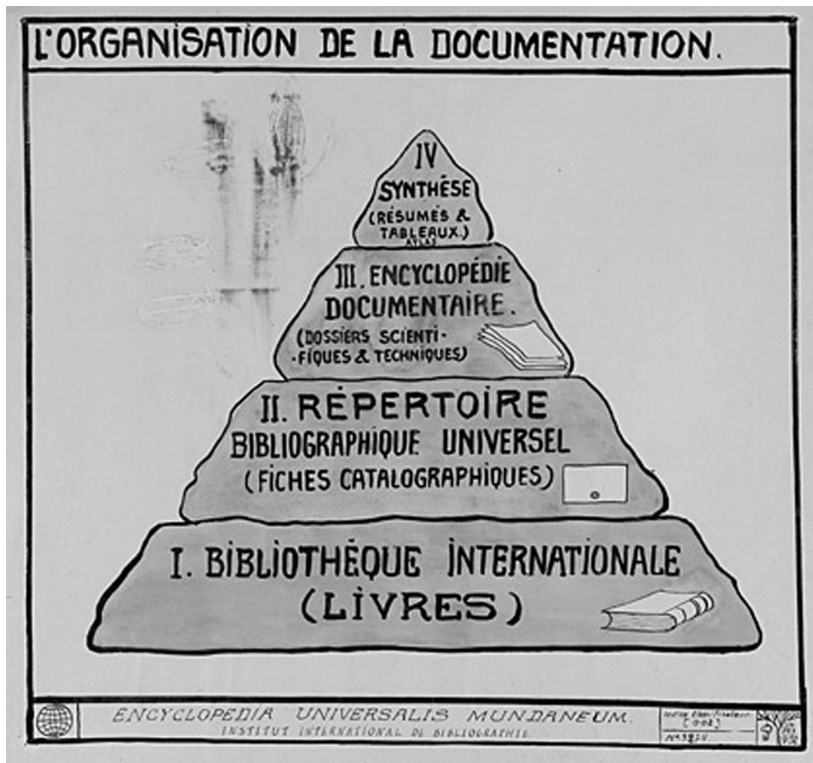 L'ORGANISATION DE LA DOCUMENTATION.
IV
SYNTHÈSE
(RÉSUMÉS &
TABLEAUX.)
ATLAS
III. ENCYCLOPÉDIE
DOCUMENTAIRE.
(DOSSIERS SCIENTI-
-FIQUES & TECHNIQUES)
II. RÉPERTOIRE
BIBLIOGRAPHIQUE UNIVERSEL
(FICHES CATALOGRAPHIQUES)
I. BIBLIOTHÈQUE INTERNATIONALE
(LIVRES)
ENCYCLOPEDIA UNIVERSALIS MUNDANEUM.
INSTITUT INTERNATIONAL DE BIBLIOGRAPHIE